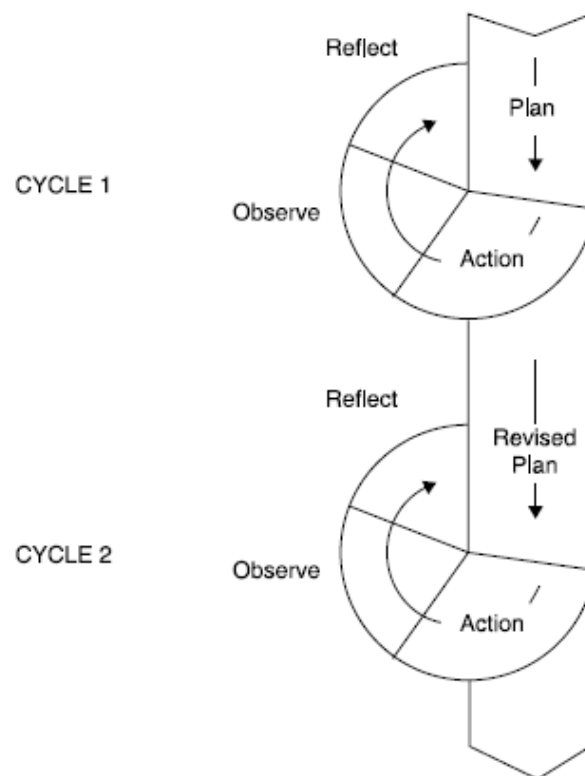 Reflect
Plan
CYCLE 1
Observe
Action
Reflect
Revised
Plan
CYCLE 2
Observe
Action